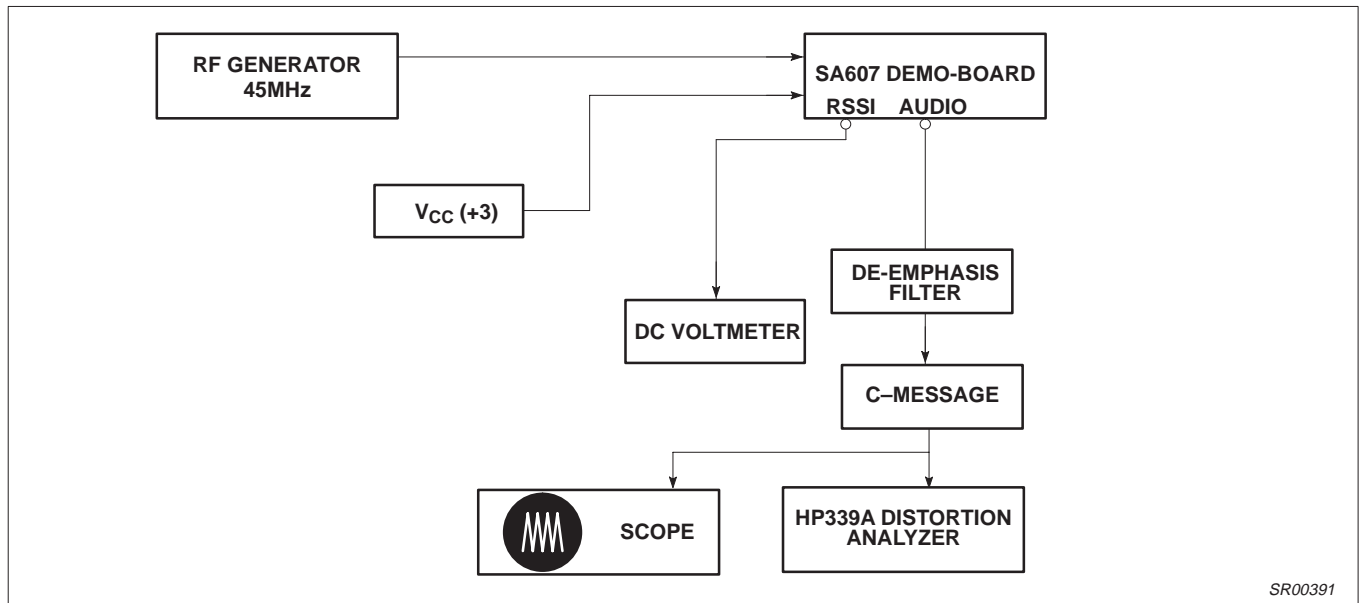 RF GENERATOR
45MHz
SA607 DEMO-BOARD
RSSI AUDIO
VCC (+3)
DE-EMPHASIS
FILTER
DC VOLTMETER
C–MESSAGE
SCOPE
HP339A DISTORTION
ANALYZER
SR00391